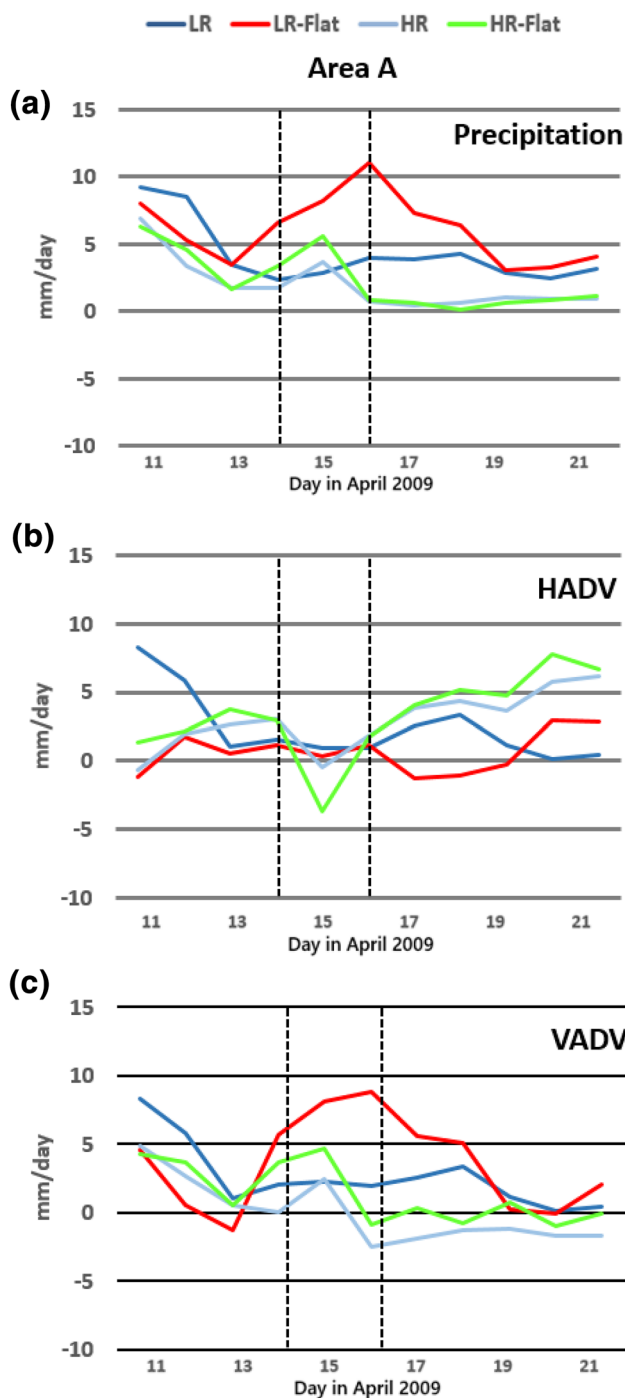 LR LR-Flat HR HR-Flat
Area A
(a)
Precipitation
15
10
5
0
-5
-10
mm/day
11 13 15 17 19 21
Day in April 2009
(b)
HADV
15
10
5
0
-5
-10
mm/day
11 13 15 17 19 21
Day in April 2009
(c)
VADV
15
10
5
0
-5
-10
mm/day
11 13 15 17 19 21
Day in April 2009